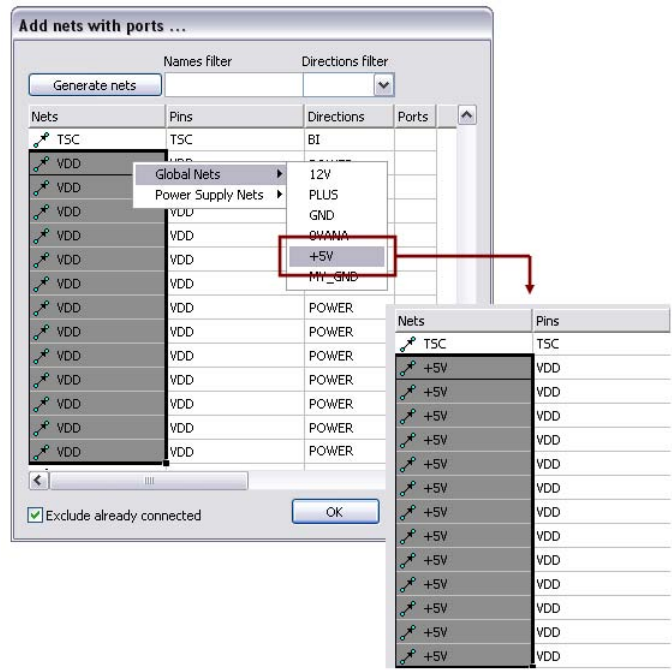 Add nets with ports ...
Names filter Directions filter
Generate nets
Nets Pins Directions Ports
TSC TSC BI
VDD VDD POWER
VDD
VDD VDD
VDD VDD
VDD VDD
VDD VDD
VDD VDD POWER
VDD VDD POWER
VDD VDD POWER
VDD VDD POWER
VDD VDD POWER
VDD VDD POWER
VDD VDD POWER
Global Nets
Power Supply Nets
12V
PLUS
GND
0VANA
+5V
MY_GND
Exclude already connected
OK
Nets Pins
TSC TSC
+5V VDD
+5V VDD
+5V VDD
+5V VDD
+5V VDD
+5V VDD
+5V VDD
+5V VDD
+5V VDD
+5V VDD
+5V VDD
+5V VDD
+5V VDD